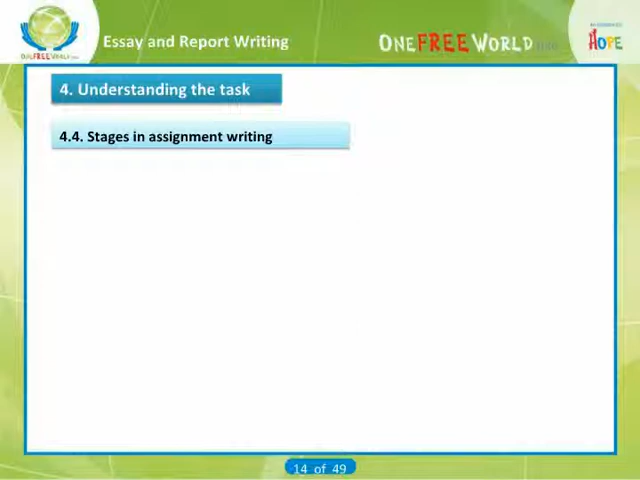 Essay and Report Writing
ONEFREEWORLD
ONEFREEWORLD
HOPE
4. Understanding the task
4.4. Stages in assignment writing
14 of 49